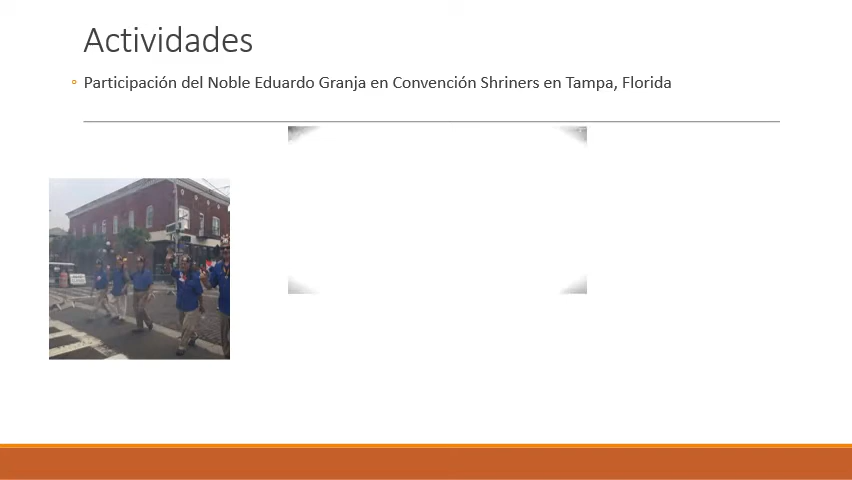 Actividades
Participación del Noble Eduardo Granja en Convención Shriners en Tampa, Florida